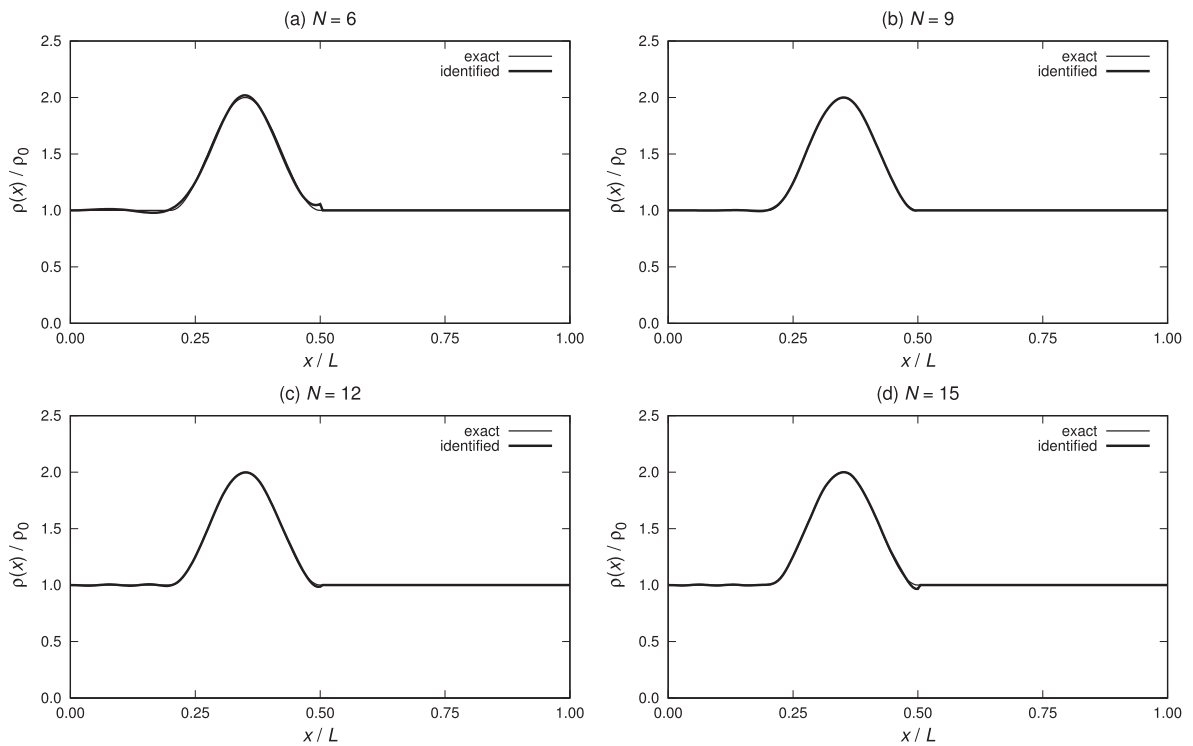 (a) N = 6
2.5
2.0
1.5
1.0
0.5
0.0
ρ(x) / ρ0
exact
identified
0.00 0.25 0.50 0.75 1.00
x / L
(b) N = 9
2.5
2.0
1.5
1.0
0.5
0.0
ρ(x) / ρ0
exact
identified
0.00 0.25 0.50 0.75 1.00
x / L
(c) N = 12
2.5
2.0
1.5
1.0
0.5
0.0
ρ(x) / ρ0
exact
identified
0.00 0.25 0.50 0.75 1.00
x / L
(d) N = 15
2.5
2.0
1.5
1.0
0.5
0.0
ρ(x) / ρ0
exact
identified
0.00 0.25 0.50 0.75 1.00
x / L